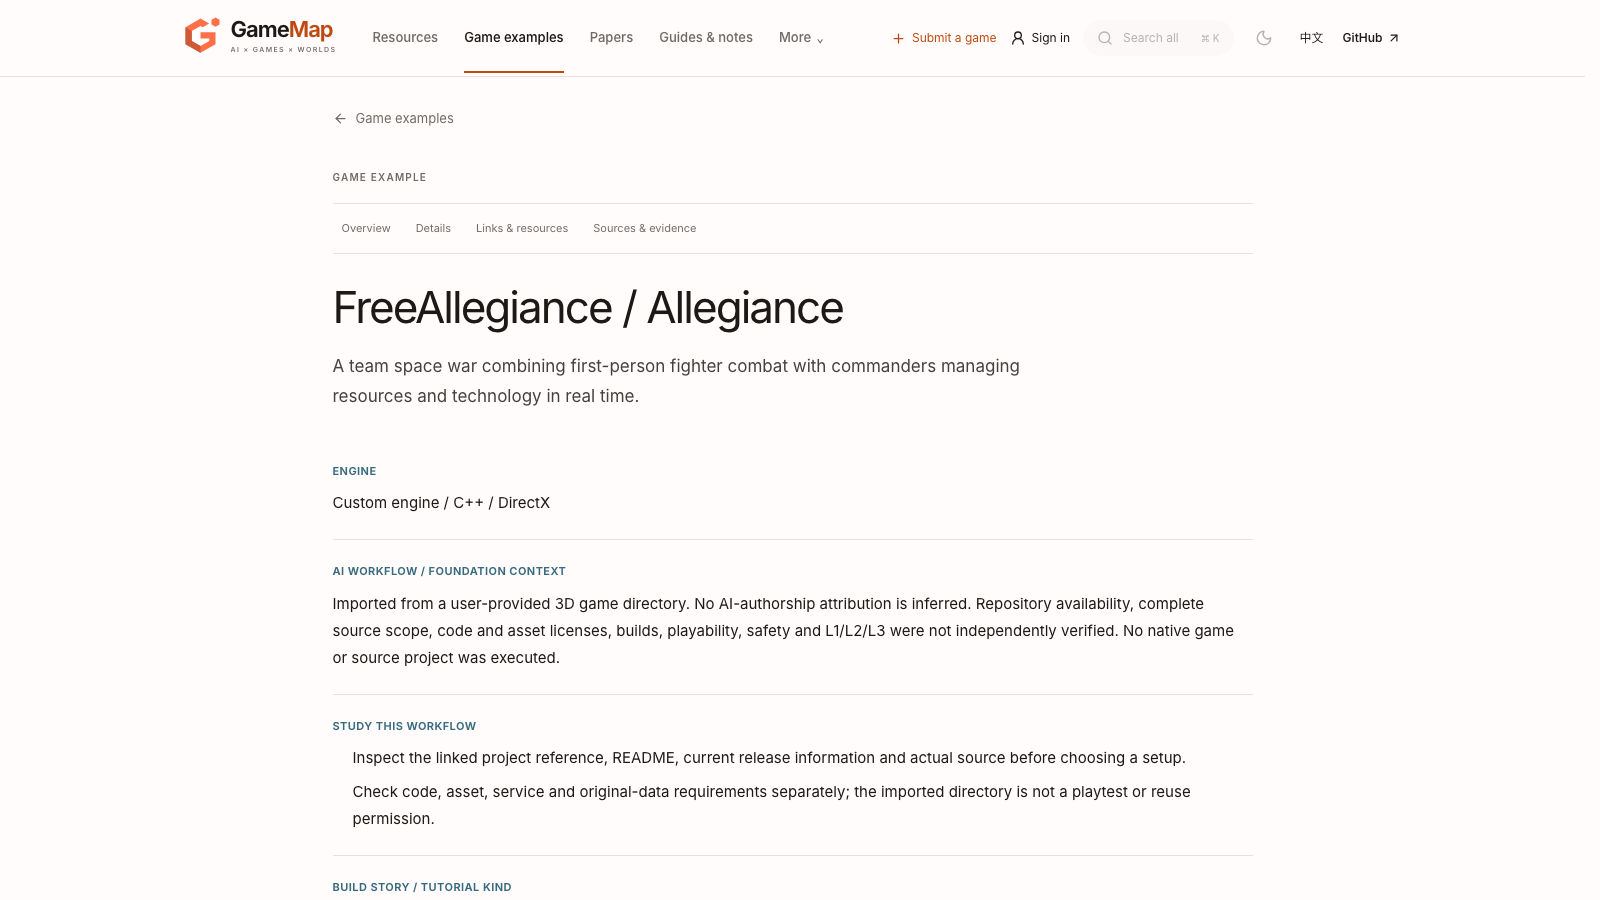 GameMap
AI × GAMES × WORLDS
Resources
Game examples
Papers
Guides & notes
More
Submit a game
Sign in
Search all
⌘ K
中文
GitHub
Game examples
GAME EXAMPLE
Overview
Details
Links & resources
Sources & evidence
FreeAllegiance / Allegiance
A team space war combining first-person fighter combat with commanders managing
resources and technology in real time.
ENGINE
Custom engine / C++ / DirectX
AI WORKFLOW / FOUNDATION CONTEXT
Imported from a user-provided 3D game directory. No AI-authorship attribution is inferred. Repository availability, complete
source scope, code and asset licenses, builds, playability, safety and L1/L2/L3 were not independently verified. No native game
or source project was executed.
STUDY THIS WORKFLOW
Inspect the linked project reference, README, current release information and actual source before choosing a setup.
Check code, asset, service and original-data requirements separately; the imported directory is not a playtest or reuse
permission.
BUILD STORY / TUTORIAL KIND